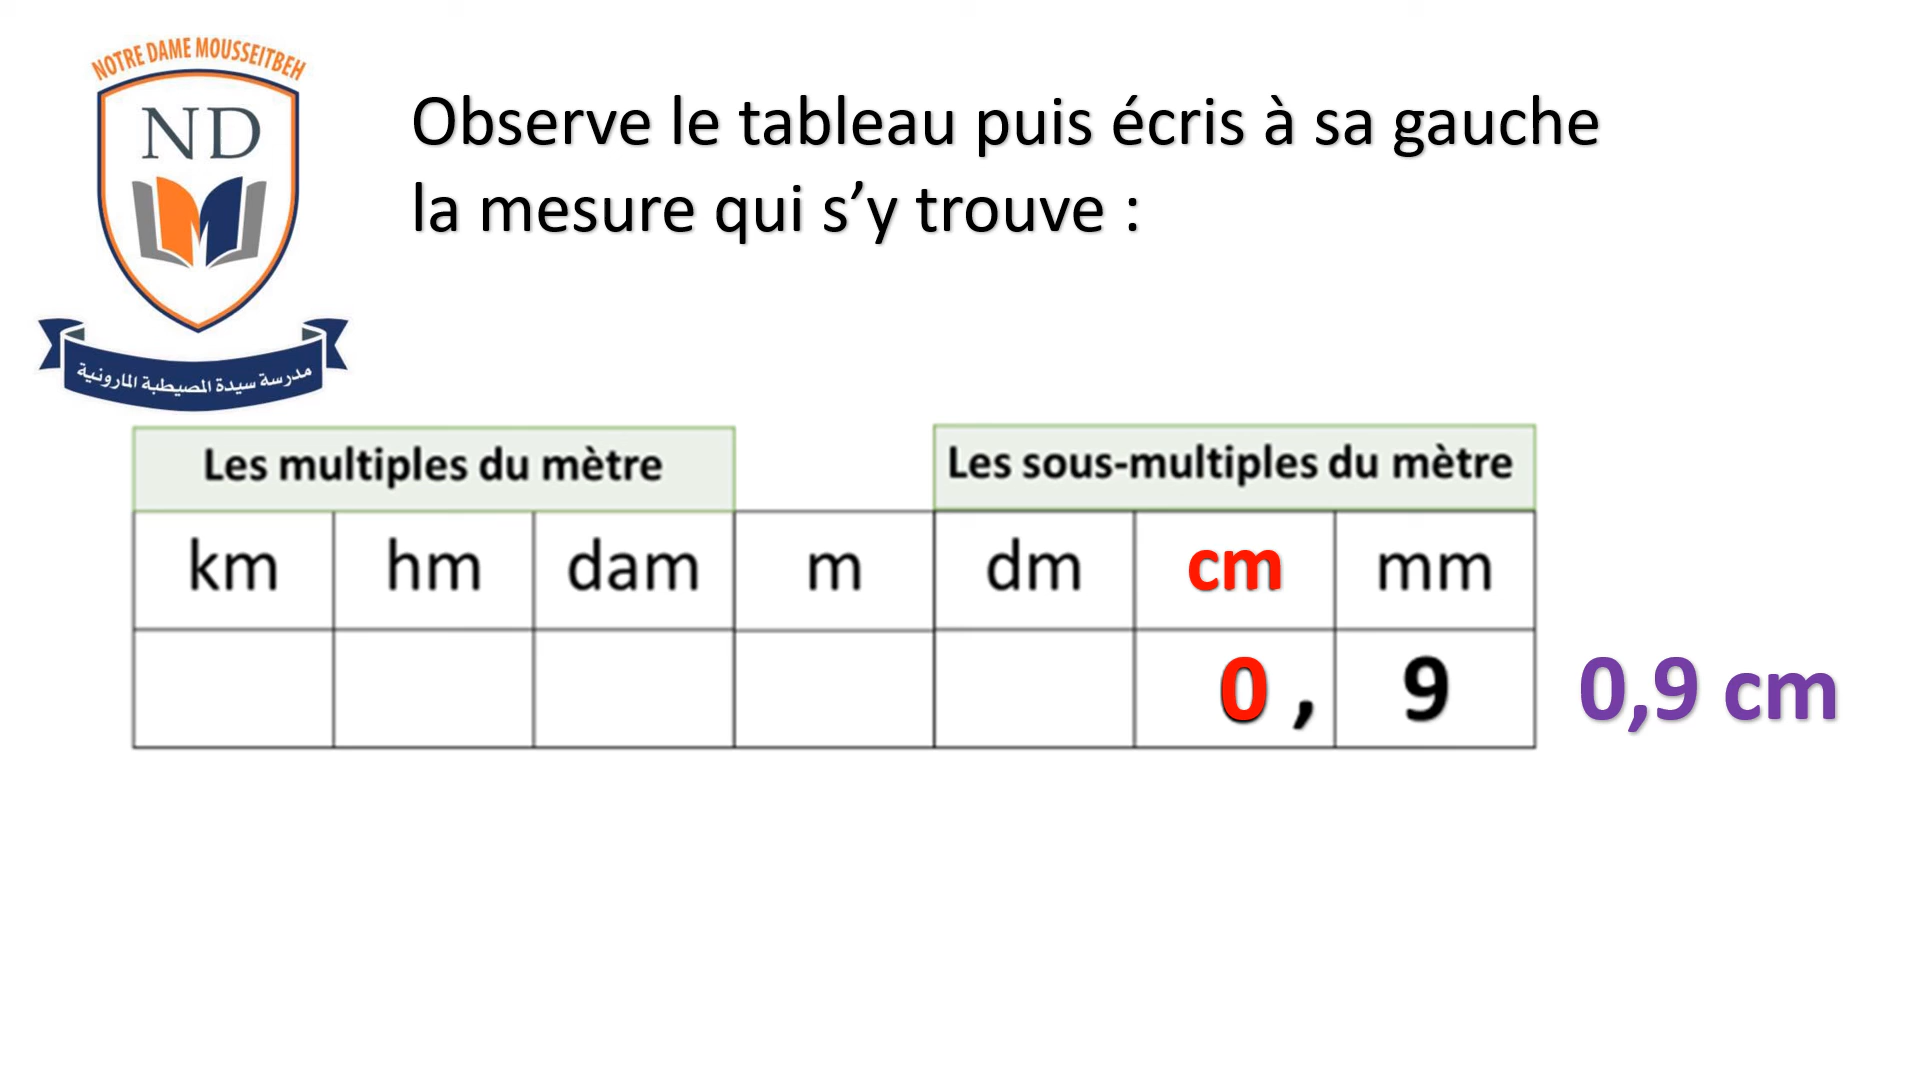 NOTRE DAME MOUSSEITBEH
ND
مدرسة سيدة المصيطبة المارونية
Observe le tableau puis écris à sa gauche
la mesure qui s’y trouve :
Les multiples du mètre Les sous-multiples du mètre
km hm dam m dm cm mm
0 , 9 0,9 cm